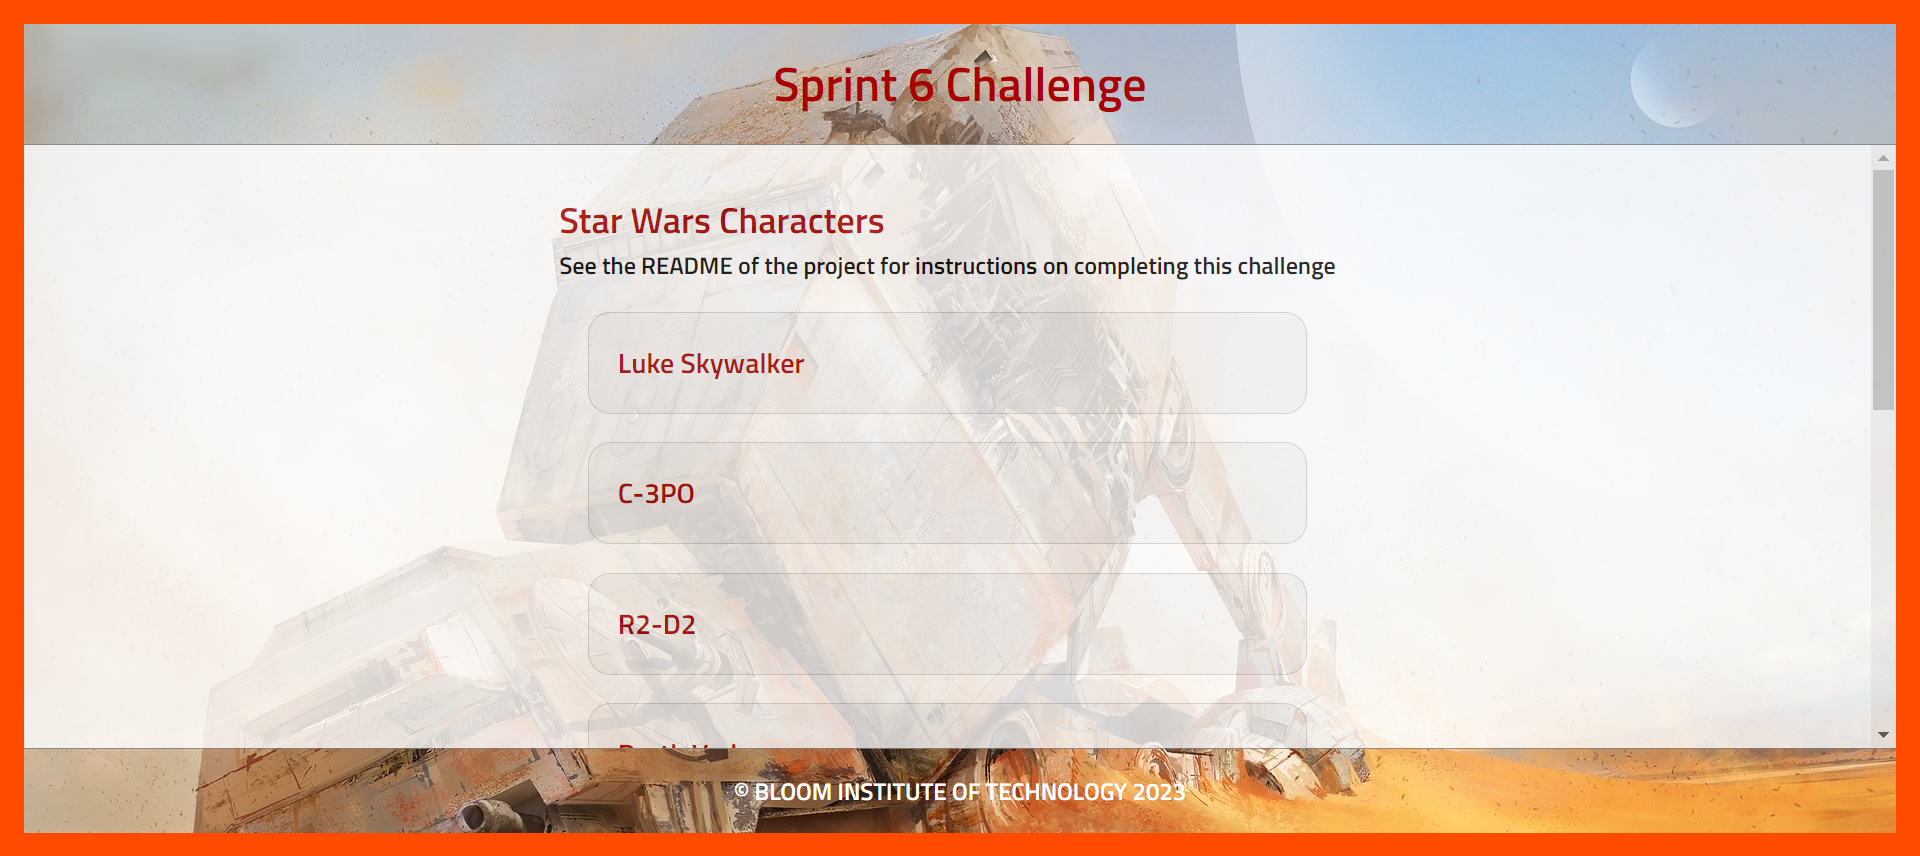 Sprint 6 Challenge
Star Wars Characters
See the README of the project for instructions on completing this challenge
Luke Skywalker
C-3PO
R2-D2
© BLOOM INSTITUTE OF TECHNOLOGY 2023